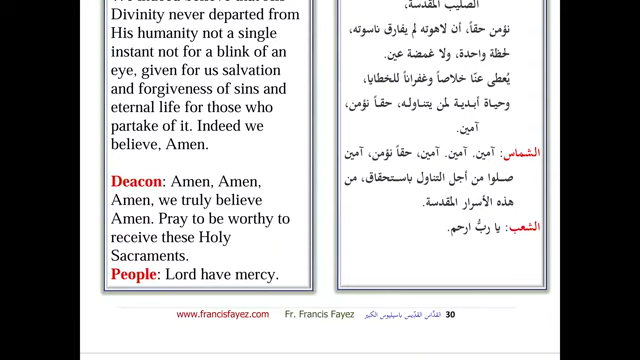 Divinity never departed from
His humanity not a single
instant not for a blink of an
eye, given for us salvation
and forgiveness of sins and
eternal life for those who
partake of it. Indeed we
believe, Amen.
Deacon: Amen, Amen,
Amen, we truly believe
Amen. Pray to be worthy to
receive these Holy
Sacraments.
People: Lord have mercy.
الصليب المقدسة،
نؤمن حقاً، أن لاهوته لم يفارق ناسوته،
لحظة واحدة، ولا غمضة عين.
يُعطى عنّا خلاصاً وغفراناً للخطايا،
وحياة أبدية لمن يتناوله، حقاً نؤمن،
آمين.
الشماس: آمين. آمين. آمين، حقاً نؤمن، آمين
صلوا من أجل التناول باستحقاق، من
هذه الأسرار المقدسة.
الشعب: يا ربُّ ارحم.
www.francisfayez.com Fr. Francis Fayez القدَّاس القدِّيس باسيليوس الكبير 30